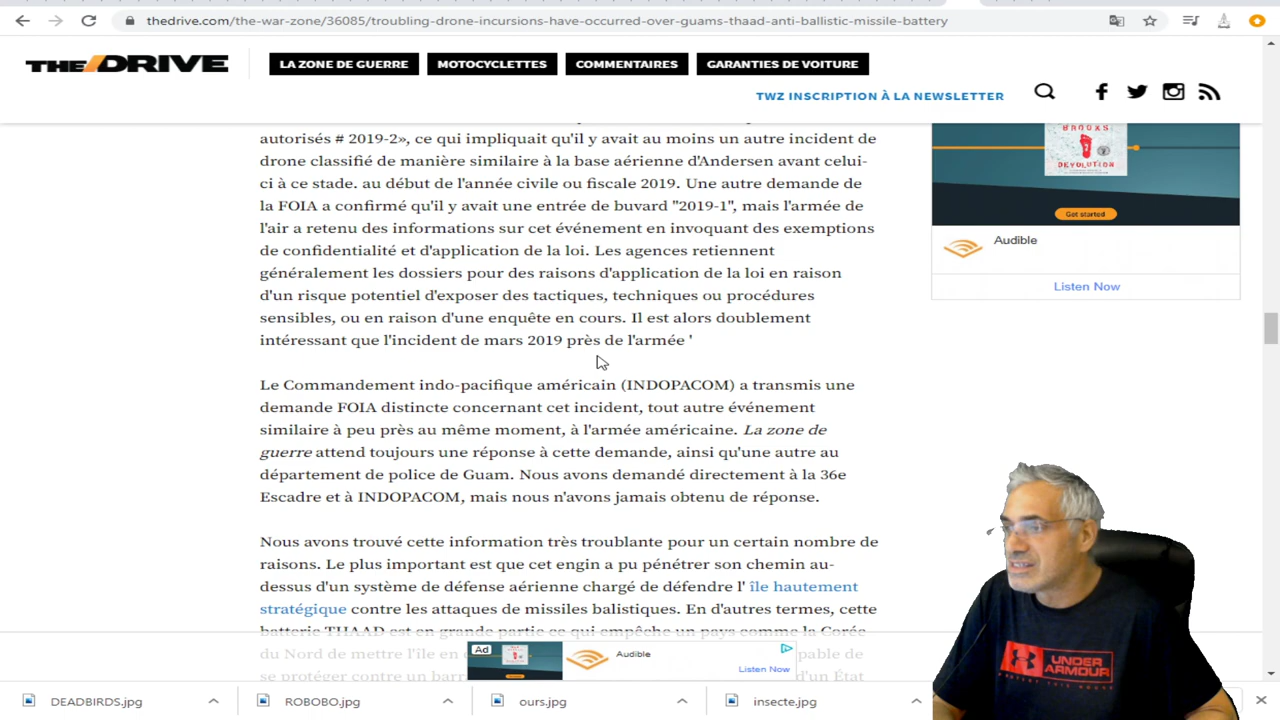 thedrive.com/the-war-zone/36085/troubling-drone-incursions-have-occurred-over-guams-thaad-anti-ballistic-missile-battery
THE/DRIVE
LA ZONE DE GUERRE
MOTOCYCLETTES
COMMENTAIRES
GARANTIES DE VOITURE
TWZ INSCRIPTION À LA NEWSLETTER
autorisés # 2019-2», ce qui impliquait qu'il y avait au moins un autre incident de
drone classifié de manière similaire à la base aérienne d'Andersen avant celui-
ci à ce stade. au début de l'année civile ou fiscale 2019. Une autre demande de
la FOIA a confirmé qu'il y avait une entrée de buvard "2019-1", mais l'armée de
l'air a retenu des informations sur cet événement en invoquant des exemptions
de confidentialité et d'application de la loi. Les agences retiennent
généralement les dossiers pour des raisons d'application de la loi en raison
d'un risque potentiel d'exposer des tactiques, techniques ou procédures
sensibles, ou en raison d'une enquête en cours. Il est alors doublement
intéressant que l'incident de mars 2019 près de l'armée '
Le Commandement indo-pacifique américain (INDOPACOM) a transmis une
demande FOIA distincte concernant cet incident, tout autre événement
similaire à peu près au même moment, à l'armée américaine. La zone de
guerre attend toujours une réponse à cette demande, ainsi qu'une autre au
département de police de Guam. Nous avons demandé directement à la 36e
Escadre et à INDOPACOM, mais nous n'avons jamais obtenu de réponse.
Nous avons trouvé cette information très troublante pour un certain nombre de
raisons. Le plus important est que cet engin a pu pénétrer son chemin au-
dessus d'un système de défense aérienne chargé de défendre l' île hautement
stratégique contre les attaques de missiles balistiques. En d'autres termes, cette
batterie THAAD est en grande partie ce qui empêche un pays comme la Corée
du Nord de mettre l'île en
pable de
se protéger contre un barr
d'un État
BROOKS
DEVOLUTION
Get started
Audible
Listen Now
Ad
Audible
Listen Now
UNDER
ARMOUR
DEADBIRDS.jpg
ROBOBO.jpg
ours.jpg
insecte.jpg